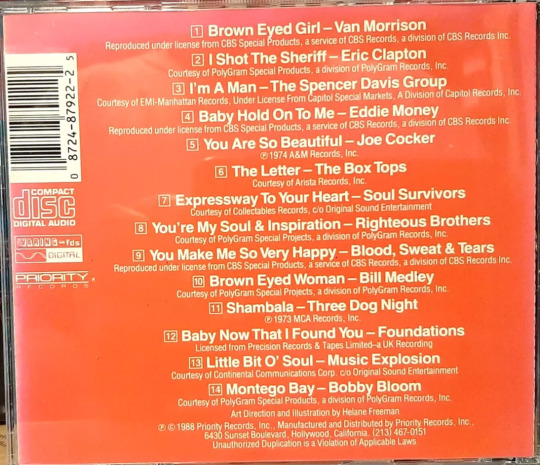 1 Brown Eyed Girl – Van Morrison
Reproduced under license from CBS Special Products, a service of CBS Records, a division of CBS Records Inc.
2 I Shot The Sheriff – Eric Clapton
Courtesy of PolyGram Special Products, a division of PolyGram Records, Inc.
3 I'm A Man – The Spencer Davis Group
Courtesy of EMI-Manhattan Records, Under License From Capitol Special Markets, A Division of Capitol Records, Inc.
4 Baby Hold On To Me – Eddie Money
Reproduced under license from CBS Special Products, a service of CBS Records, a division of CBS Records Inc.
5 You Are So Beautiful – Joe Cocker
℗ 1974 A&M Records, Inc.
6 The Letter – The Box Tops
Courtesy of Arista Records, Inc.
7 Expressway To Your Heart – Soul Survivors
Courtesy of Collectables Records, c/o Original Sound Entertainment
8 You're My Soul & Inspiration – Righteous Brothers
Courtesy of PolyGram Special Projects, a division of PolyGram Records, Inc.
9 You Make Me So Very Happy – Blood, Sweat & Tears
Reproduced under license from CBS Special Products, a service of CBS Records, a division of CBS Records Inc.
10 Brown Eyed Woman – Bill Medley
Courtesy of PolyGram Special Projects, a division of PolyGram Records, Inc.
11 Shambala – Three Dog Night
℗ 1973 MCA Records, Inc.
12 Baby Now That I Found You – Foundations
Licensed from Precision Records & Tapes Limited–a UK Recording
13 Little Bit O' Soul – Music Explosion
Courtesy of Continental Communications Corp. c/o Original Sound Entertainment
14 Montego Bay – Bobby Bloom
Courtesy of PolyGram Special Products, a division of PolyGram Records, Inc.
Art Direction and Illustration by Helane Freeman
℗ © 1988 Priority Records, Inc., Manufactured and Distributed by Priority Records, Inc.,
6430 Sunset Boulevard, Hollywood, California. (213) 467-0151
Unauthorized Duplication is a Violation of Applicable Laws
0 8724-87922-2 5
COMPACT
disc
DIGITAL AUDIO
DIGITAL
PRIORITY
RECORDS